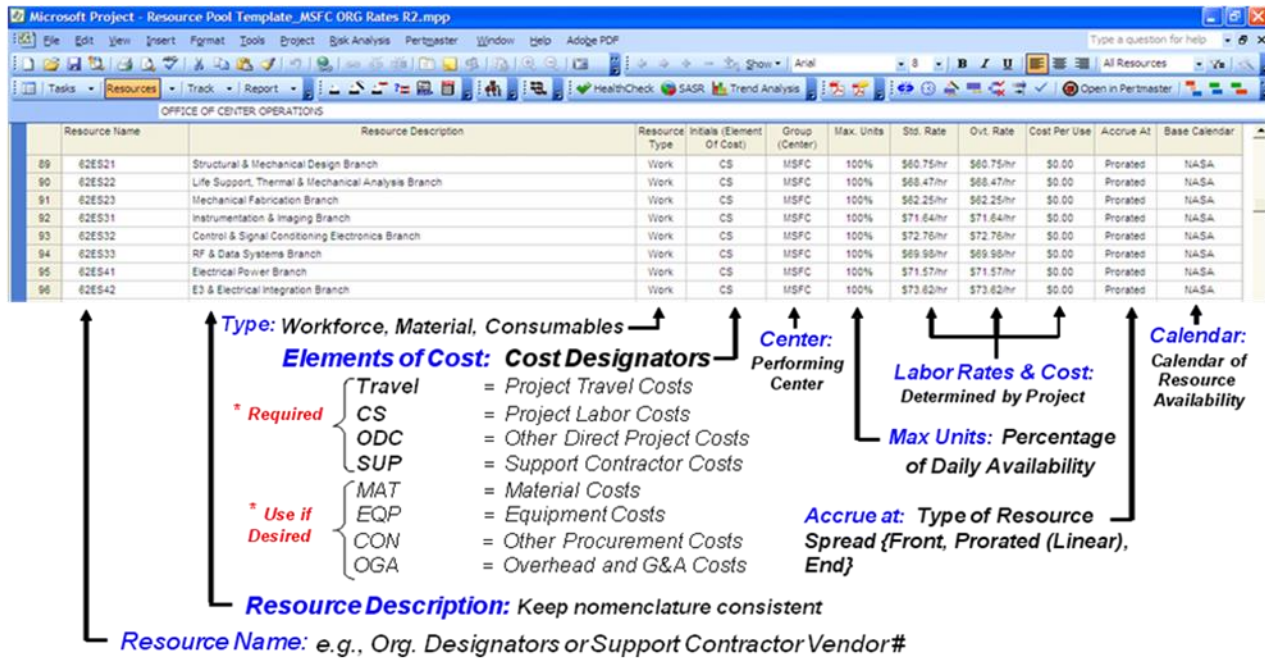 Microsoft Project - Resource Pool Template_MSFC ORG Rates R2.mpp
File Edit View Insert Format Tools Project Risk Analysis Pertmaster Window Help Adobe PDF Type a question for help
Show Arial 8 B I U All Resources
Tasks Resources Track Report HealthCheck SASR Trend Analysis Open in Pertmaster
OFFICE OF CENTER OPERATIONS
Resource Name Resource Description Resource Type Initials (Element Of Cost) Group (Center) Max. Units Std. Rate Ovt. Rate Cost Per Use Accrue At Base Calendar
89 62ES21 Structural & Mechanical Design Branch Work CS MSFC 100% $60.75/hr $60.75/hr $0.00 Prorated NASA
90 62ES22 Life Support, Thermal & Mechanical Analysis Branch Work CS MSFC 100% $68.47/hr $68.47/hr $0.00 Prorated NASA
91 62ES23 Mechanical Fabrication Branch Work CS MSFC 100% $62.25/hr $62.25/hr $0.00 Prorated NASA
92 62ES31 Instrumentation & Imaging Branch Work CS MSFC 100% $71.64/hr $71.64/hr $0.00 Prorated NASA
93 62ES32 Control & Signal Conditioning Electronics Branch Work CS MSFC 100% $72.76/hr $72.76/hr $0.00 Prorated NASA
94 62ES33 RF & Data Systems Branch Work CS MSFC 100% $69.98/hr $69.98/hr $0.00 Prorated NASA
95 62ES41 Electrical Power Branch Work CS MSFC 100% $71.57/hr $71.57/hr $0.00 Prorated NASA
96 62ES42 E3 & Electrical Integration Branch Work CS MSFC 100% $73.62/hr $73.62/hr $0.00 Prorated NASA
Type: Workforce, Material, Consumables
Elements of Cost: Cost Designators
* Required
Travel = Project Travel Costs
CS = Project Labor Costs
ODC = Other Direct Project Costs
SUP = Support Contractor Costs
* Use if
Desired
MAT = Material Costs
EQP = Equipment Costs
CON = Other Procurement Costs
OGA = Overhead and G&A Costs
Center:
Performing
Center
Labor Rates & Cost:
Determined by Project
Calendar:
Calendar of
Resource
Availability
Max Units: Percentage
of Daily Availability
Accrue at: Type of Resource
Spread {Front, Prorated (Linear),
End}
Resource Description: Keep nomenclature consistent
Resource Name: e.g., Org. Designators or Support Contractor Vendor #